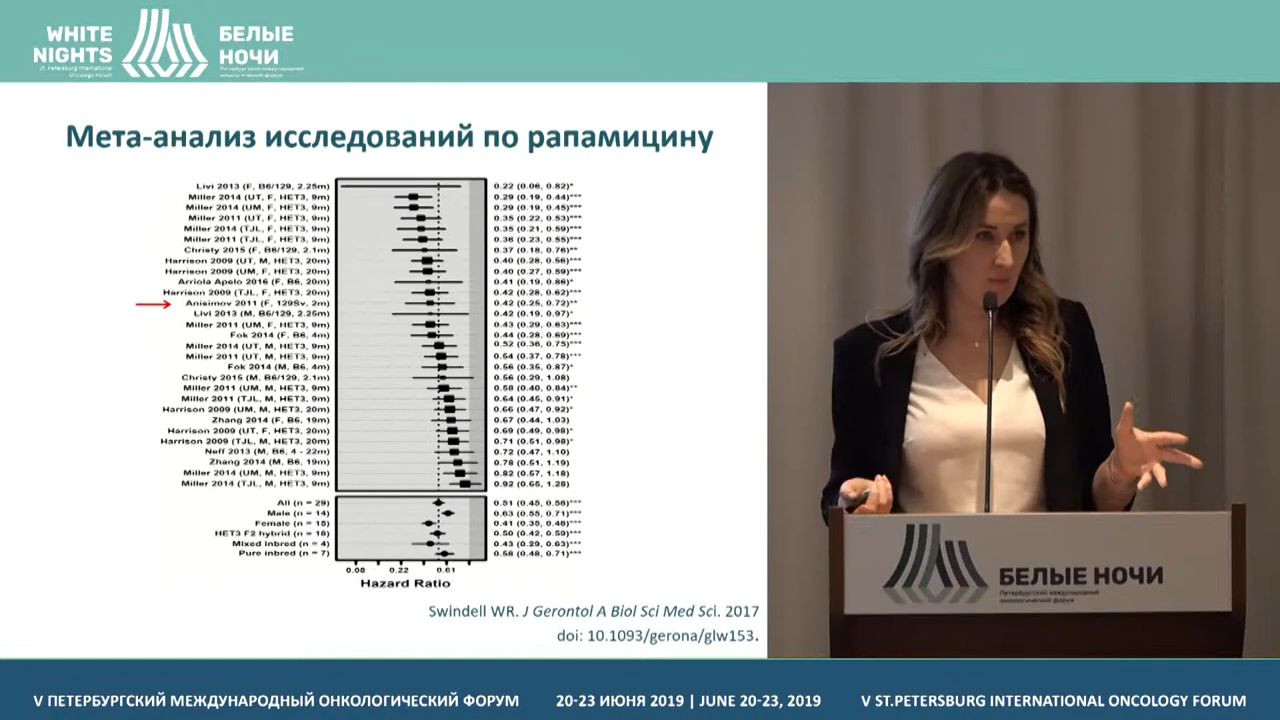 WHITE
NIGHTS
St. Petersburg International
Oncology Forum
БЕЛЫЕ
НОЧИ
Петербургский международный
онкологический форум
Мета-анализ исследований по рапамицину
Livi 2013 (F, B6/129, 2.25m) 0.22 (0.06, 0.82)*
Miller 2014 (UT, F, HET3, 9m) 0.29 (0.19, 0.44)***
Miller 2014 (UM, F, HET3, 9m) 0.29 (0.19, 0.45)***
Miller 2011 (UT, F, HET3, 9m) 0.35 (0.22, 0.53)***
Miller 2014 (TJL, F, HET3, 9m) 0.35 (0.21, 0.59)***
Miller 2011 (TJL, F, HET3, 9m) 0.36 (0.23, 0.55)***
Christy 2015 (F, B6/129, 2.1m) 0.37 (0.18, 0.76)**
Harrison 2009 (UT, M, HET3, 20m) 0.40 (0.28, 0.56)***
Harrison 2009 (UM, F, HET3, 20m) 0.40 (0.27, 0.59)***
Arriola Apelo 2016 (F, B6, 20m) 0.41 (0.19, 0.86)*
Harrison 2009 (TJL, F, HET3, 20m) 0.42 (0.28, 0.62)***
Anisimov 2011 (F, 129Sv, 2m) 0.42 (0.25, 0.72)**
Livi 2013 (M, B6/129, 2.25m) 0.42 (0.19, 0.97)*
Miller 2011 (UM, F, HET3, 9m) 0.43 (0.29, 0.63)***
Fok 2014 (F, B6, 4m) 0.44 (0.28, 0.69)***
Miller 2014 (UT, M, HET3, 9m) 0.52 (0.36, 0.75)***
Miller 2011 (UT, M, HET3, 9m) 0.54 (0.37, 0.78)***
Fok 2014 (M, B6, 4m) 0.56 (0.35, 0.87)*
Christy 2015 (M, B6/129, 2.1m) 0.56 (0.29, 1.08)
Miller 2011 (UM, M, HET3, 9m) 0.58 (0.40, 0.84)**
Miller 2011 (TJL, M, HET3, 9m) 0.64 (0.45, 0.91)*
Harrison 2009 (UM, M, HET3, 20m) 0.66 (0.47, 0.92)*
Zhang 2014 (F, B6, 19m) 0.67 (0.44, 1.03)
Harrison 2009 (UT, F, HET3, 20m) 0.69 (0.49, 0.98)*
Harrison 2009 (TJL, M, HET3, 20m) 0.71 (0.51, 0.98)*
Neff 2013 (M, B6, 4 - 22m) 0.72 (0.47, 1.10)
Zhang 2014 (M, B6, 19m) 0.78 (0.51, 1.19)
Miller 2014 (UM, M, HET3, 9m) 0.82 (0.57, 1.18)
Miller 2014 (TJL, M, HET3, 9m) 0.92 (0.65, 1.28)
All (n = 29) 0.51 (0.45, 0.58)***
Male (n = 14) 0.63 (0.55, 0.71)***
Female (n = 15) 0.41 (0.35, 0.48)***
HET3 F2 hybrid (n = 18) 0.50 (0.42, 0.59)***
Mixed inbred (n = 4) 0.43 (0.29, 0.63)***
Pure inbred (n = 7) 0.58 (0.48, 0.71)***
0.08 0.22 0.61
Hazard Ratio
Swindell WR. J Gerontol A Biol Sci Med Sci. 2017
doi: 10.1093/gerona/glw153.
БЕЛЫЕ НОЧИ
Петербургский международный
онкологический форум
V ПЕТЕРБУРГСКИЙ МЕЖДУНАРОДНЫЙ ОНКОЛОГИЧЕСКИЙ ФОРУМ 20-23 ИЮНЯ 2019 | JUNE 20-23, 2019 V ST.PETERSBURG INTERNATIONAL ONCOLOGY FORUM